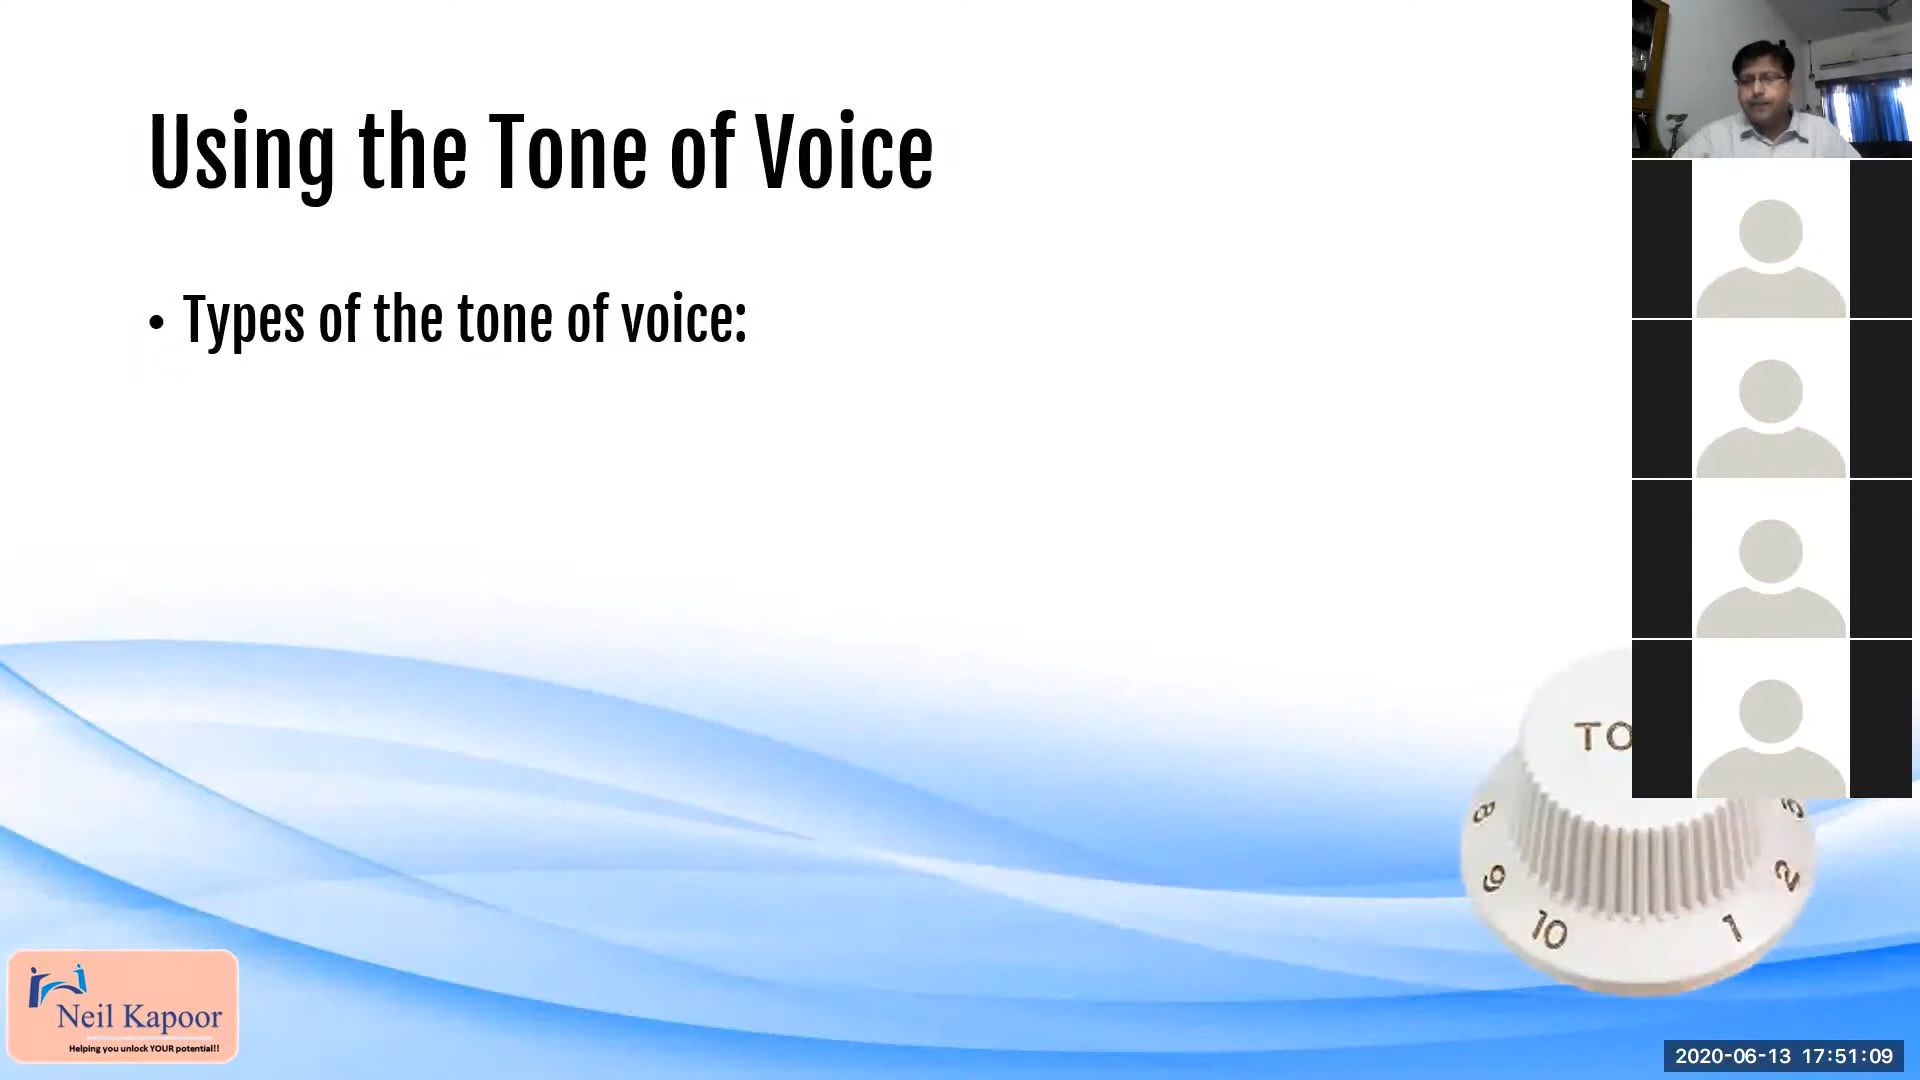 Using the Tone of Voice
• Types of the tone of voice:
TO
8
9
10
1
2
Neil Kapoor
Helping you unlock YOUR potential!!
2020-06-13 17:51:09